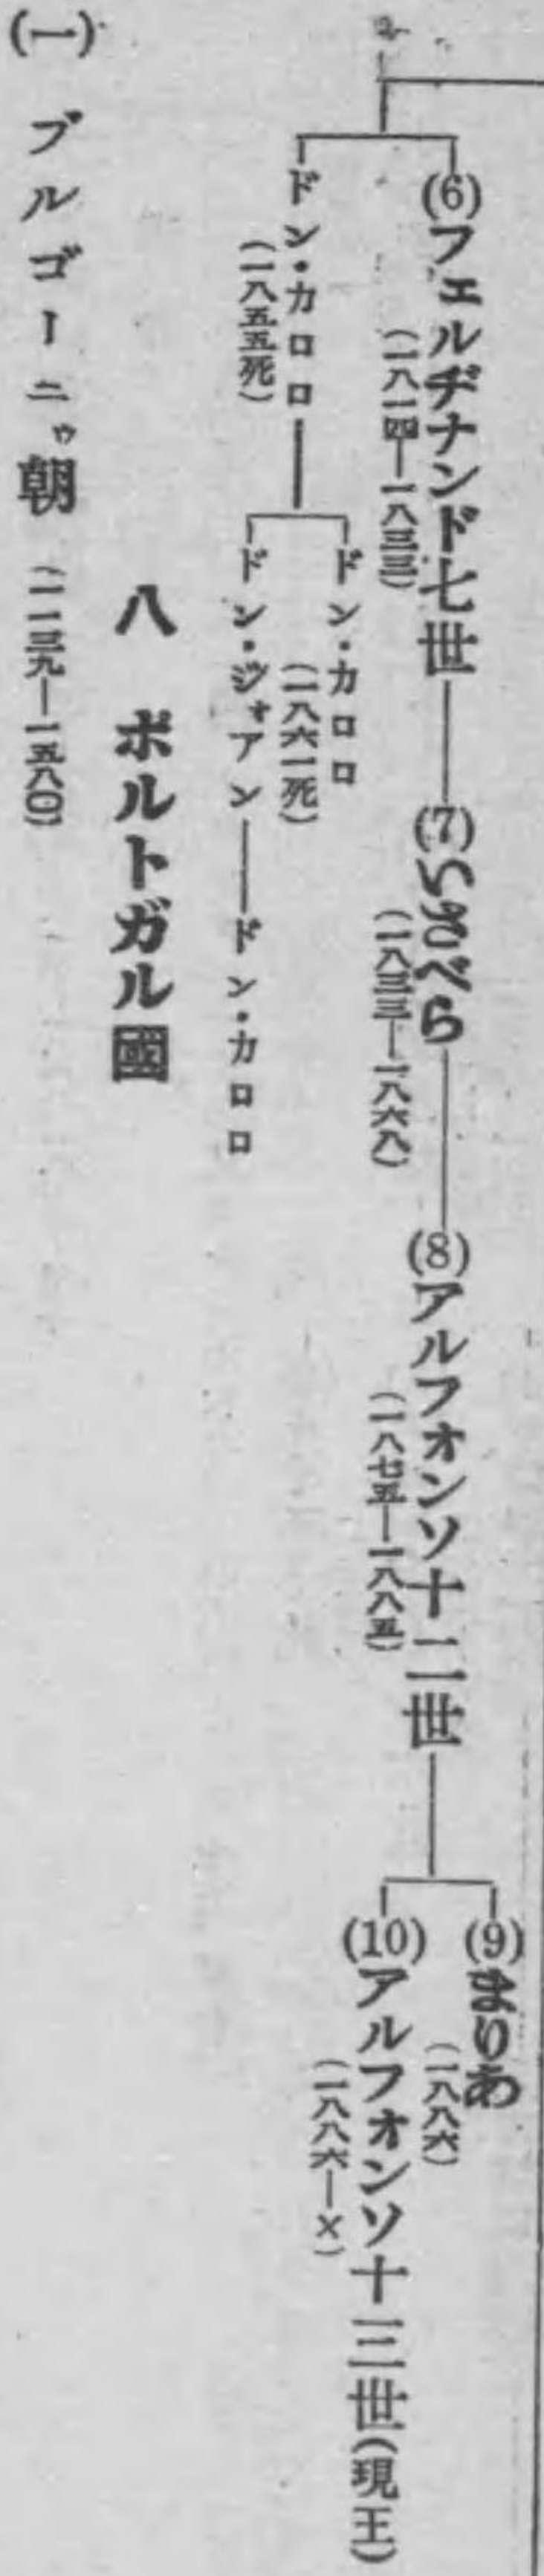 (6)フェルヂナンド七世
(一八一四―一八三三)
(7)いさべら
(一八三三―一八六八)
(8)アルフオンソ十二世
(一八七五―一八八五)
(9)まりあ
(一八八六)
(10)アルフオンソ十三世(現王)
(一八八六―×)
ドン・カロロ
(一八五五死)
ドン・カロロ
(一八六一死)
ドン・ジォアン
ドン・カロロ
八 ポルトガル國
(一) ブルゴーニゥ朝 (一一三九―一五八〇)